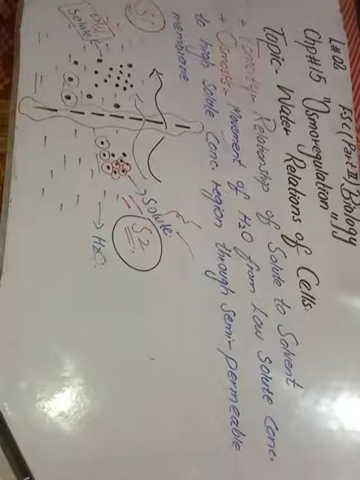 L#02 FSc (Part II) Biology
Chp#15 "Osmoregulation"
Topic- Water Relations of Cells.
+ Tonicity- Relationship of Solute to Solvent
+ Osmosis- Movement of H2O from Low Solute Conc.
to high Solute Conc. region through Semi-permeable
membrane
S1
Solute
Solute
S2
H2O